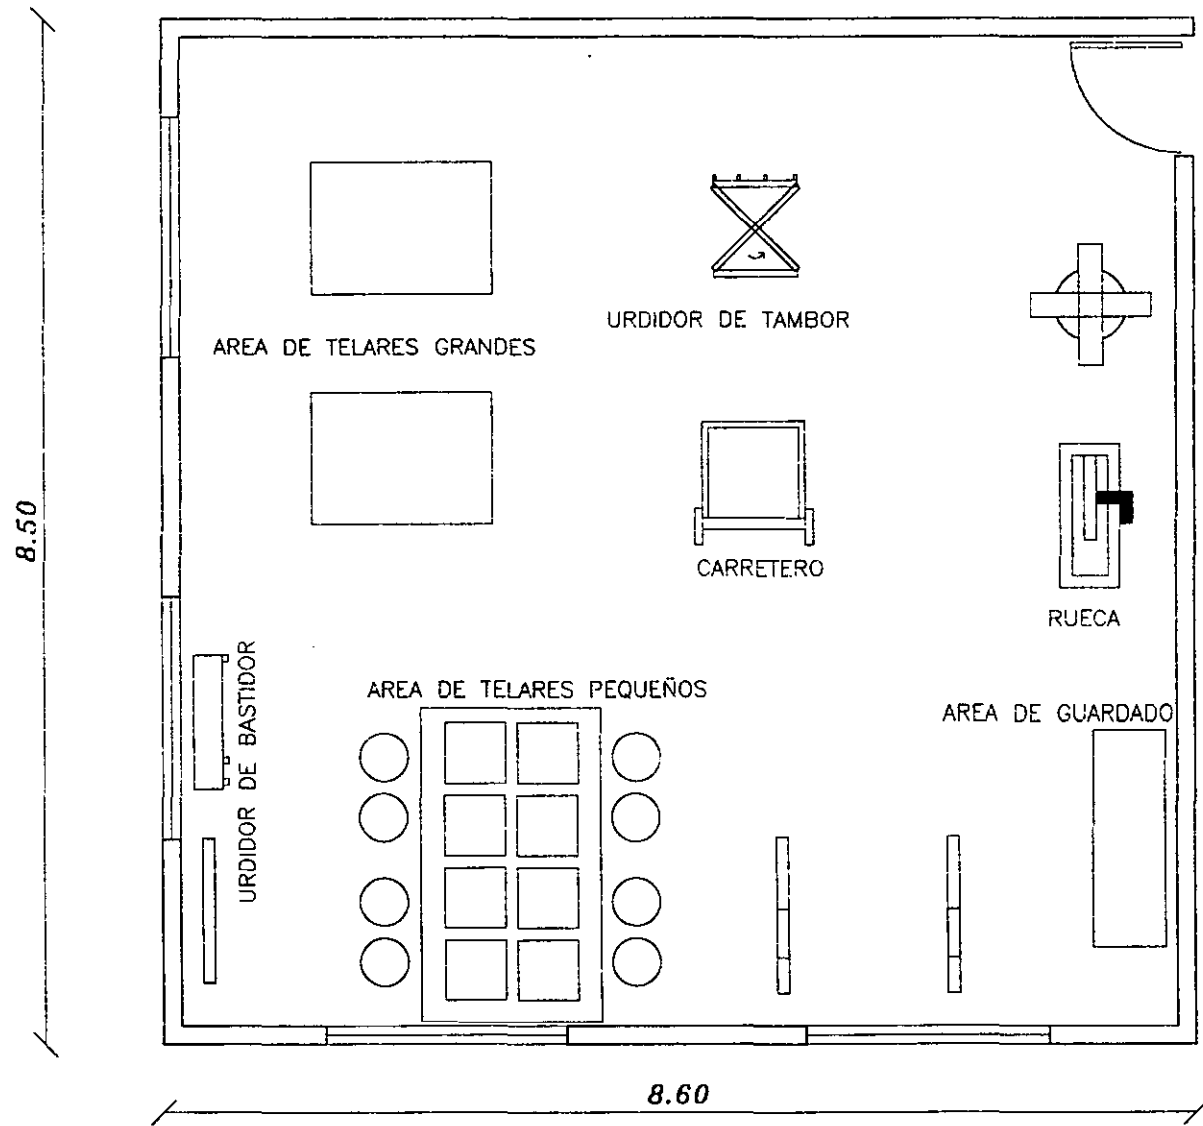 URDIDOR DE TAMBOR
AREA DE TELARES GRANDES
8.50
CARRETERO
RUECA
URDIDOR DE BASTIDOR
AREA DE TELARES PEQUEÑOS
AREA DE GUARDADO
8.60